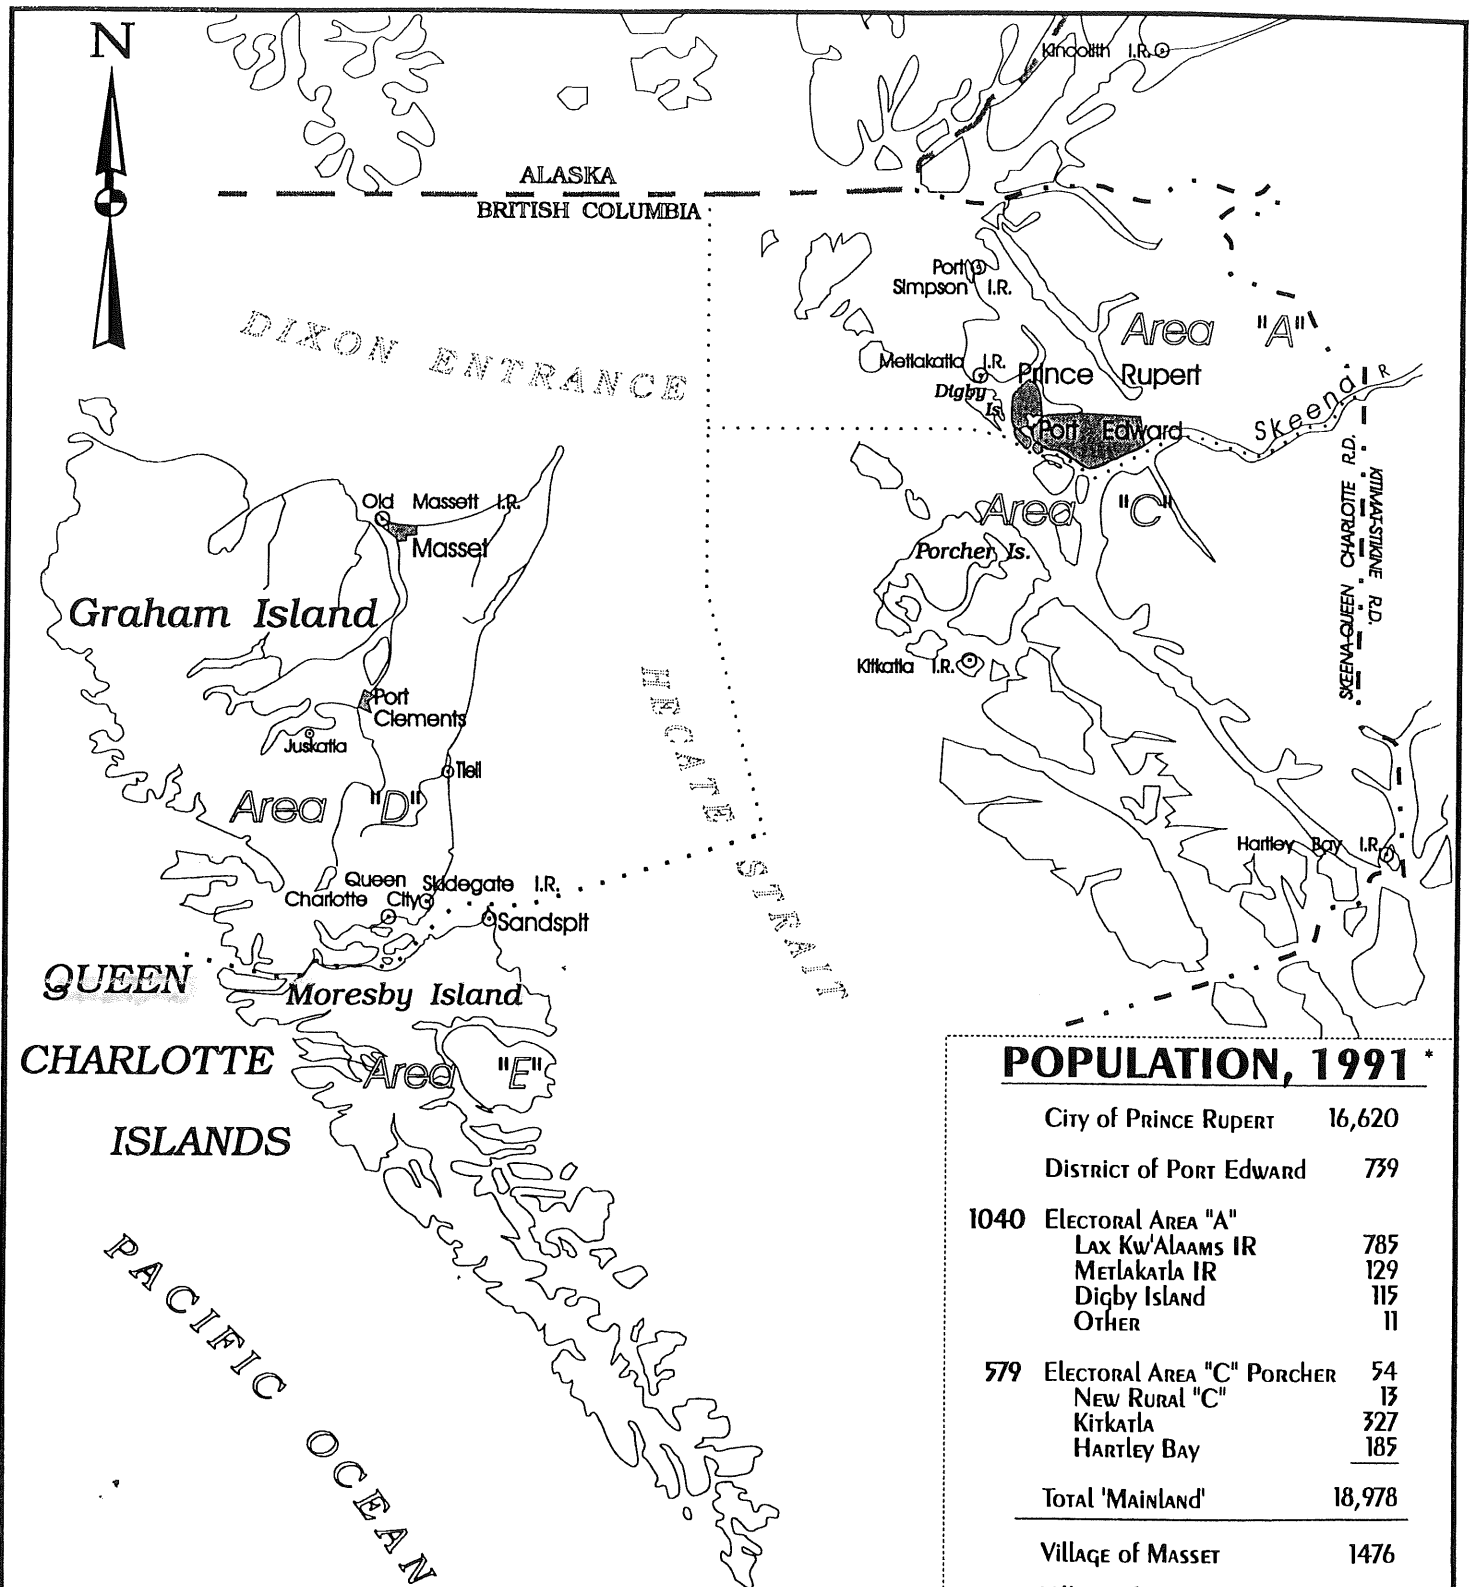 N
Kincolith I.R.
ALASKA
BRITISH COLUMBIA
Port
Simpson I.R.
DIXON ENTRANCE
Area "A"
Metlakatla I.R.
Prince Rupert
Digby
Is.
Port Edward
Skeena R
SKEENA-QUEEN CHARLOTTE R.D.
KITIMAT-STIKINE R.D.
Old Massett I.R.
Masset
Area "C"
Porcher Is.
Graham Island
Kitkatla I.R.
HECATE STRAIT
Port
Clements
Juskatla
Tlell
Area "D"
Hartley Bay I.R.
Queen
Charlotte City
Skidegate I.R.
Sandspit
QUEEN
CHARLOTTE
ISLANDS
Moresby Island
Area "E"
PACIFIC OCEAN
POPULATION, 1991 *
City of Prince Rupert 16,620
District of Port Edward 739
1040 Electoral Area "A"
Lax Kw'Alaams IR 785
Metlakatla IR 129
Digby Island 115
Other 11
579 Electoral Area "C" Porcher 54
New Rural "C" 13
Kitkatla 327
Hartley Bay 185
Total 'Mainland' 18,978
Village of Masset 1476